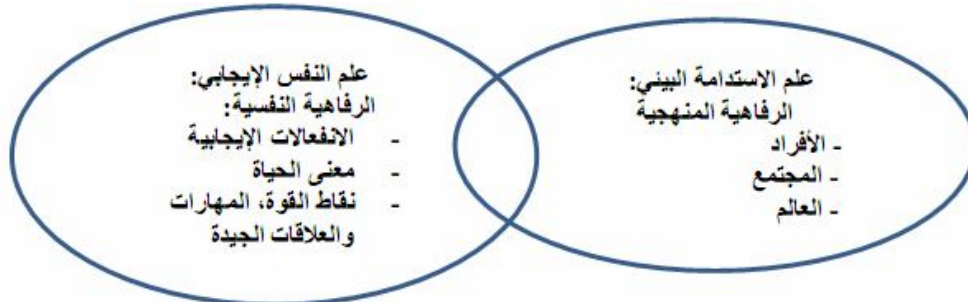 علم الاستدامة البيني:
الرفاهية المنهجية
- الأفراد
- المجتمع
- العالم
علم النفس الإيجابي:
الرفاهية النفسية:
- الانفعالات الإيجابية
- معنى الحياة
- نقاط القوة، المهارات
والعلاقات الجيدة